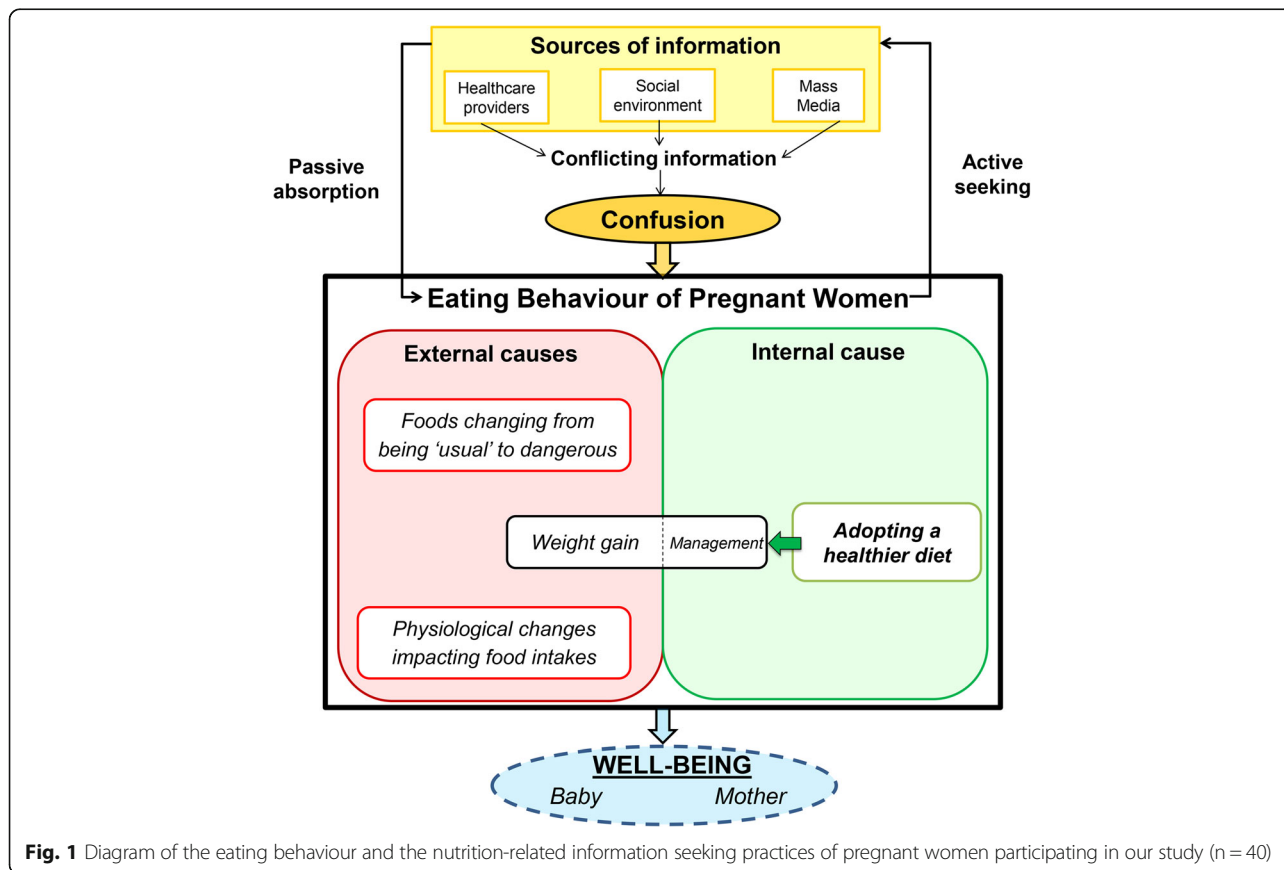 Sources of information
Healthcare
providers
Social
environment
Mass
Media
Conflicting information
Passive
absorption
Active
seeking
Confusion
Eating Behaviour of Pregnant Women
External causes
Internal cause
Foods changing from
being ‘usual’ to dangerous
Weight gain
Management
Adopting a
healthier diet
Physiological changes
impacting food intakes
WELL-BEING
Baby
Mother
Fig. 1 Diagram of the eating behaviour and the nutrition-related information seeking practices of pregnant women participating in our study (n = 40)